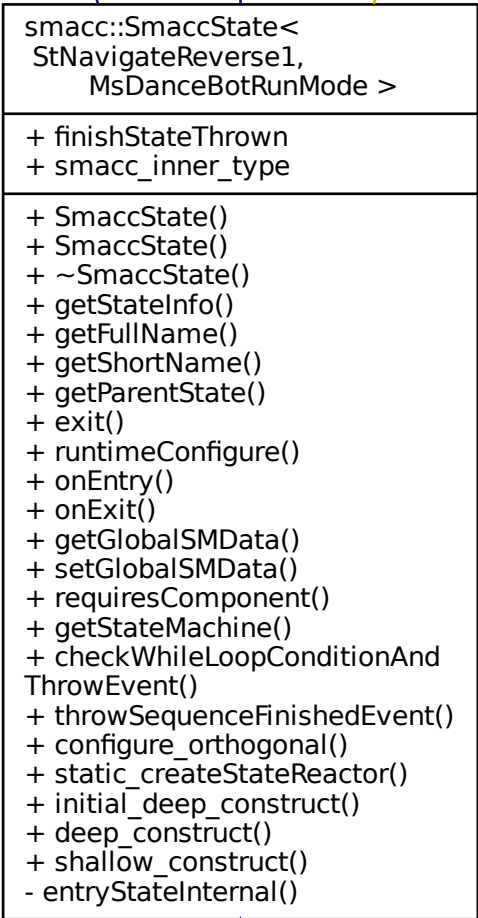 smacc::SmaccState<
StNavigateReverse1,
MsDanceBotRunMode >
+ finishStateThrown
+ smacc_inner_type
+ SmaccState()
+ SmaccState()
+ ~SmaccState()
+ getStateInfo()
+ getFullName()
+ getShortName()
+ getParentState()
+ exit()
+ runtimeConfigure()
+ onEntry()
+ onExit()
+ getGlobalSMData()
+ setGlobalSMData()
+ requiresComponent()
+ getStateMachine()
+ checkWhileLoopConditionAnd
ThrowEvent()
+ throwSequenceFinishedEvent()
+ configure_orthogonal()
+ static_createStateReactor()
+ initial_deep_construct()
+ deep_construct()
+ shallow_construct()
- entryStateInternal()